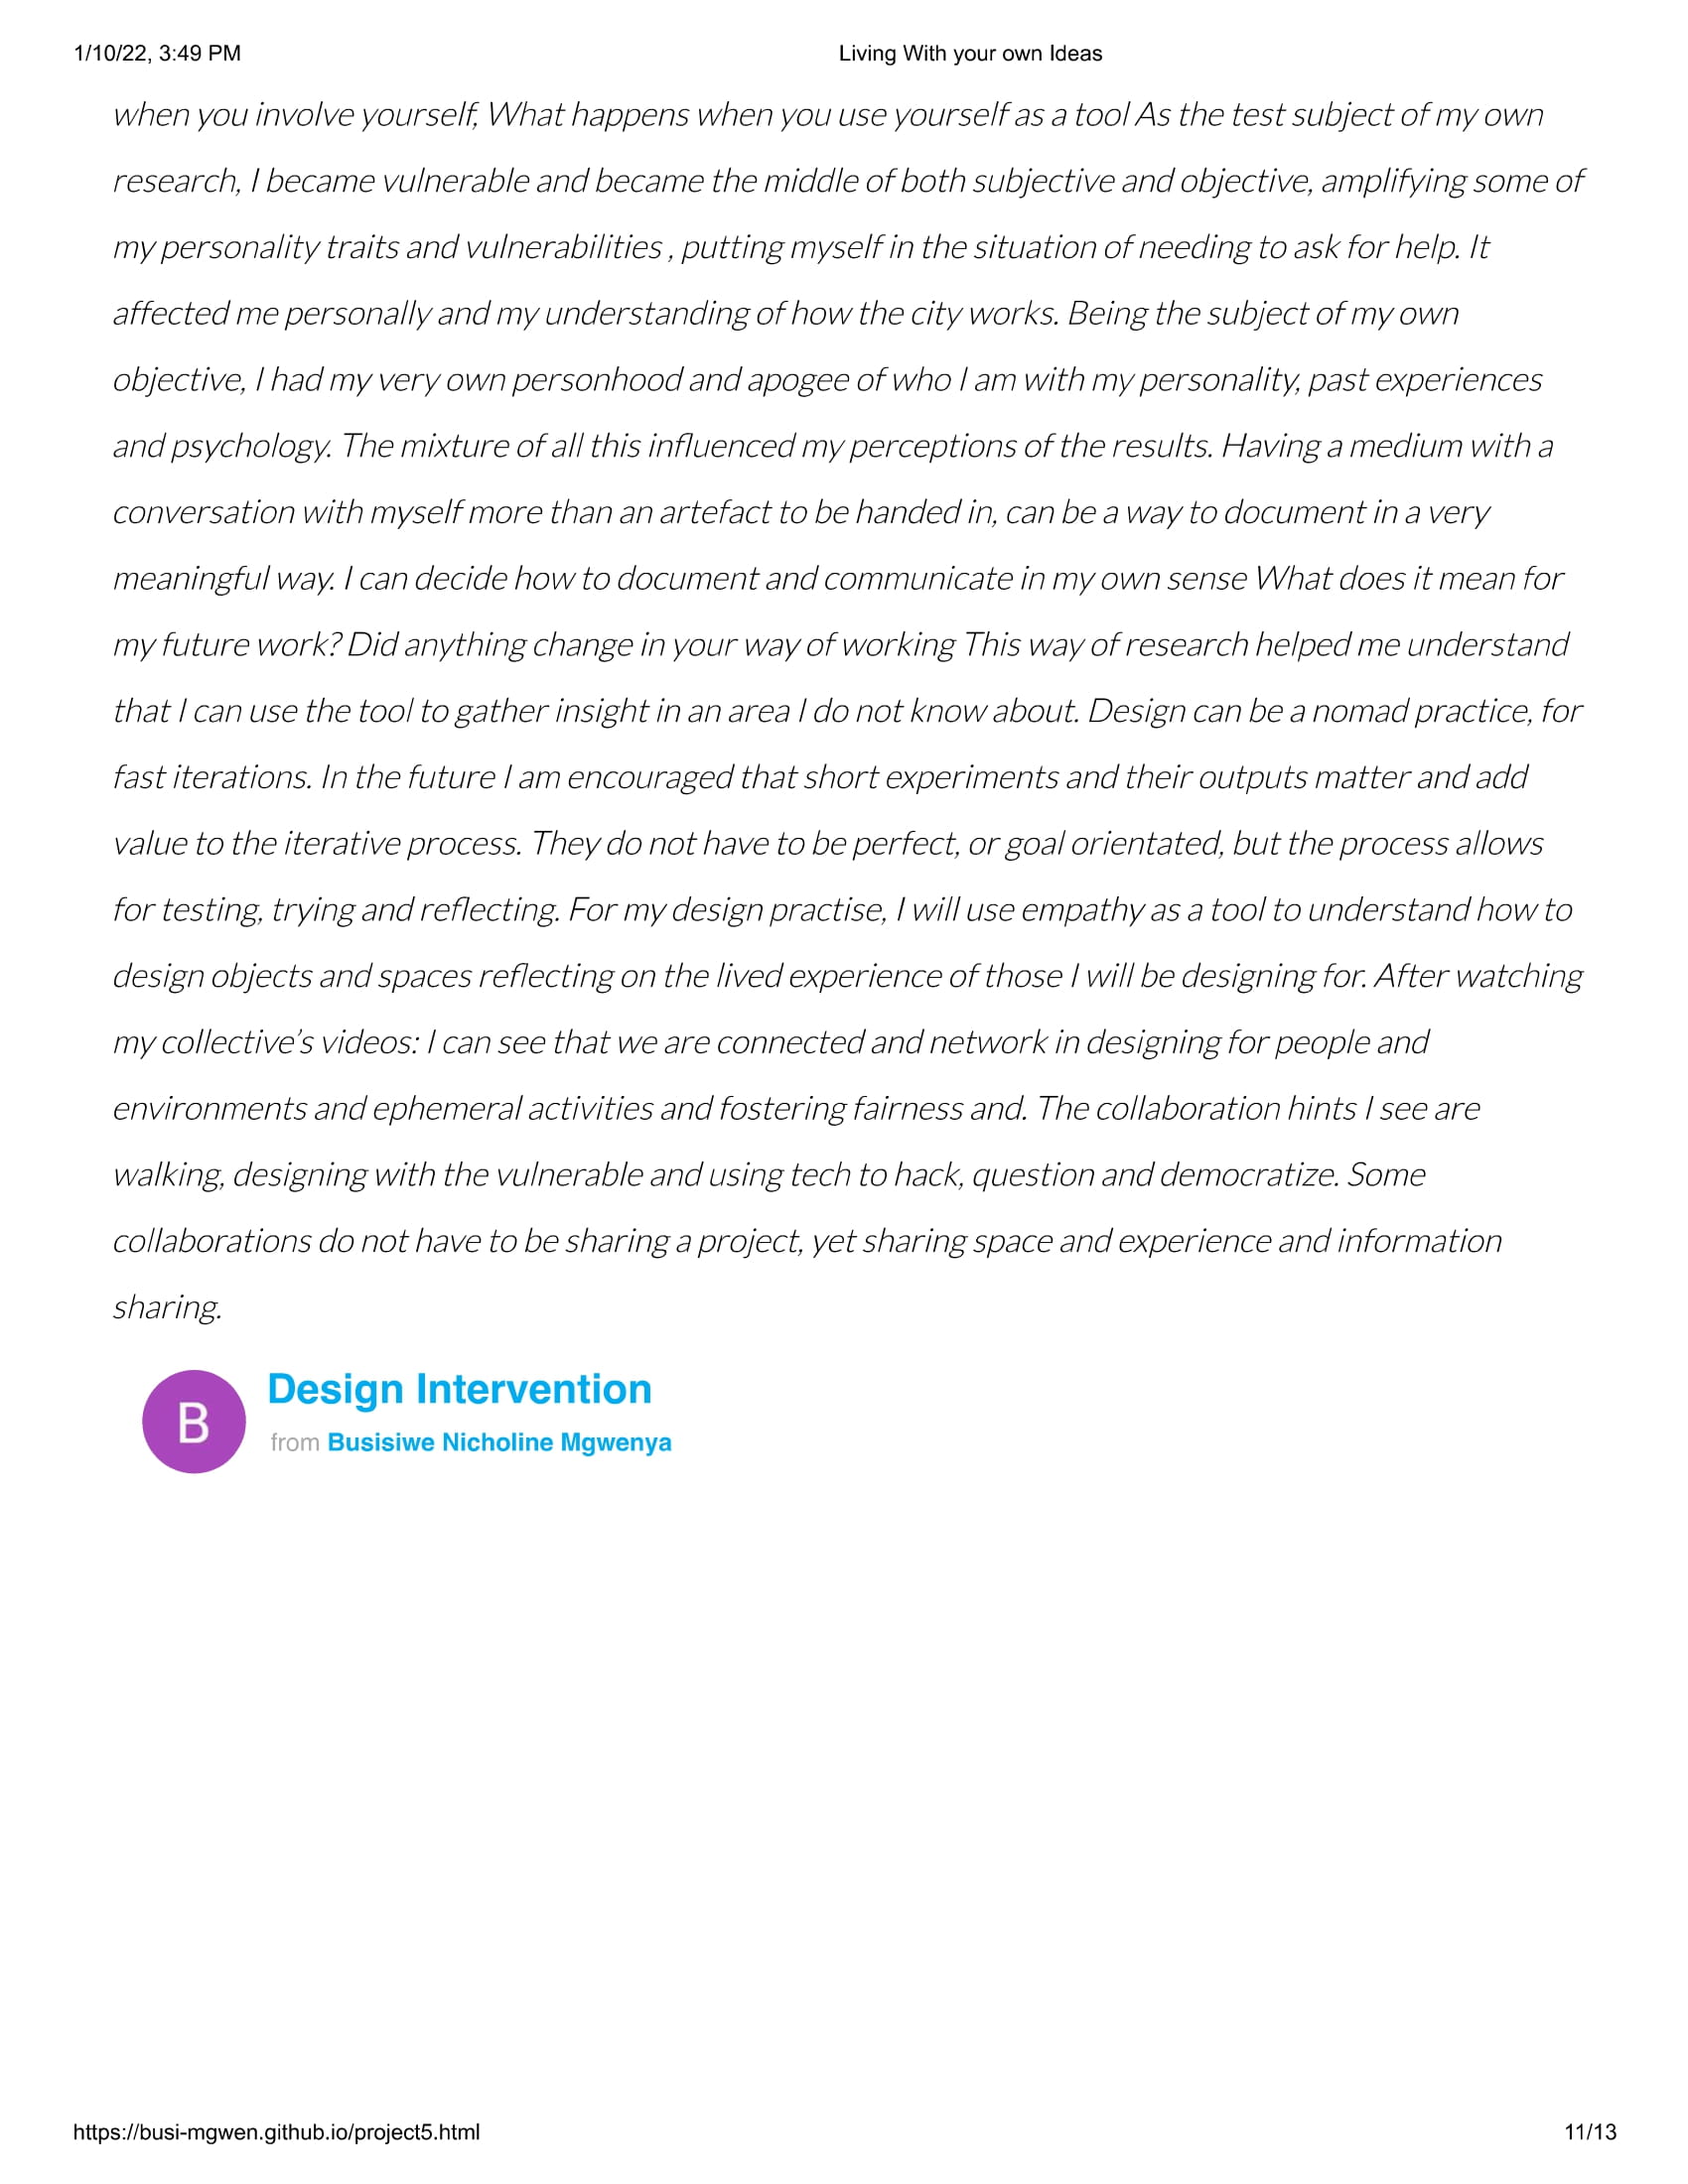 1/10/22, 3:49 PM
Living With your own Ideas
when you involve yourself, What happens when you use yourself as a tool As the test subject of my own
research, I became vulnerable and became the middle of both subjective and objective, amplifying some of
my personality traits and vulnerabilities , putting myself in the situation of needing to ask for help. It
affected me personally and my understanding of how the city works. Being the subject of my own
objective, I had my very own personhood and apogee of who I am with my personality, past experiences
and psychology. The mixture of all this influenced my perceptions of the results. Having a medium with a
conversation with myself more than an artefact to be handed in, can be a way to document in a very
meaningful way. I can decide how to document and communicate in my own sense What does it mean for
my future work? Did anything change in your way of working This way of research helped me understand
that I can use the tool to gather insight in an area I do not know about. Design can be a nomad practice, for
fast iterations. In the future I am encouraged that short experiments and their outputs matter and add
value to the iterative process. They do not have to be perfect, or goal orientated, but the process allows
for testing, trying and reflecting. For my design practise, I will use empathy as a tool to understand how to
design objects and spaces reflecting on the lived experience of those I will be designing for. After watching
my collective’s videos: I can see that we are connected and network in designing for people and
environments and ephemeral activities and fostering fairness and. The collaboration hints I see are
walking, designing with the vulnerable and using tech to hack, question and democratize. Some
collaborations do not have to be sharing a project, yet sharing space and experience and information
sharing.
B
Design Intervention
from Busisiwe Nicholine Mgwenya
https://busi-mgwen.github.io/project5.html
11/13